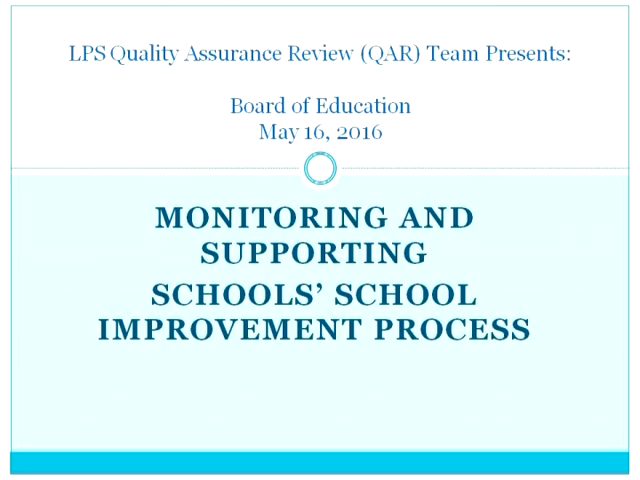 LPS Quality Assurance Review (QAR) Team Presents:
Board of Education
May 16, 2016
MONITORING AND
SUPPORTING
SCHOOLS’ SCHOOL
IMPROVEMENT PROCESS